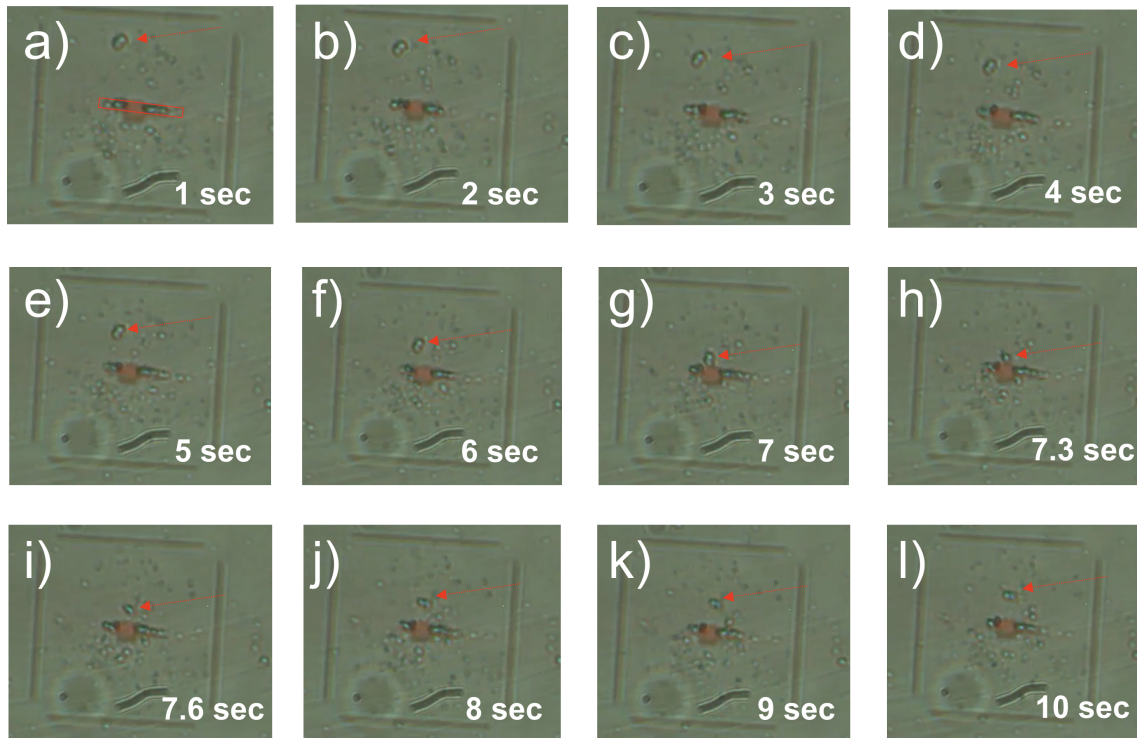 a)
1 sec
b)
2 sec
c)
3 sec
d)
4 sec
e)
5 sec
f)
6 sec
g)
7 sec
h)
7.3 sec
i)
7.6 sec
j)
8 sec
k)
9 sec
l)
10 sec